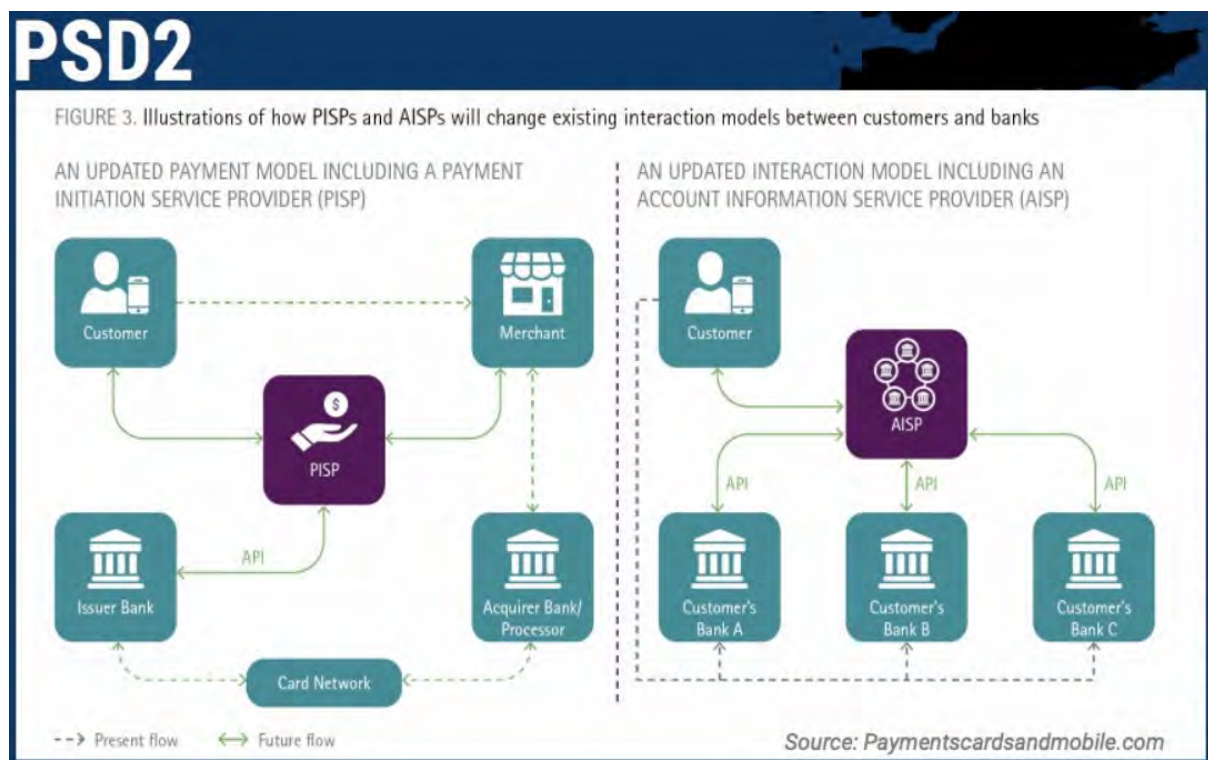 PSD2
FIGURE 3. Illustrations of how PISPs and AISPs will change existing interaction models between customers and banks
AN UPDATED PAYMENT MODEL INCLUDING A PAYMENT
INITIATION SERVICE PROVIDER (PISP)
Customer
Merchant
$
PISP
API
Issuer Bank
Acquirer Bank/
Processor
Card Network
AN UPDATED INTERACTION MODEL INCLUDING AN
ACCOUNT INFORMATION SERVICE PROVIDER (AISP)
Customer
AISP
API
API
API
Customer's
Bank A
Customer's
Bank B
Customer's
Bank C
Present flow
Future flow
Source: Paymentscardsandmobile.com